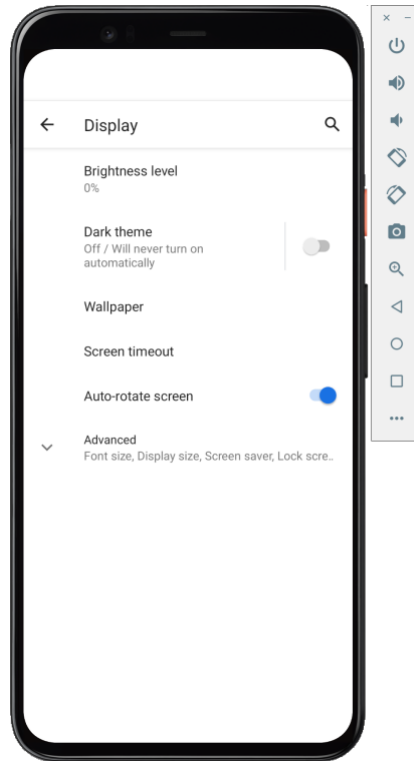 Display
Brightness level
0%
Dark theme
Off / Will never turn on
automatically
Wallpaper
Screen timeout
Auto-rotate screen
Advanced
Font size, Display size, Screen saver, Lock scre..